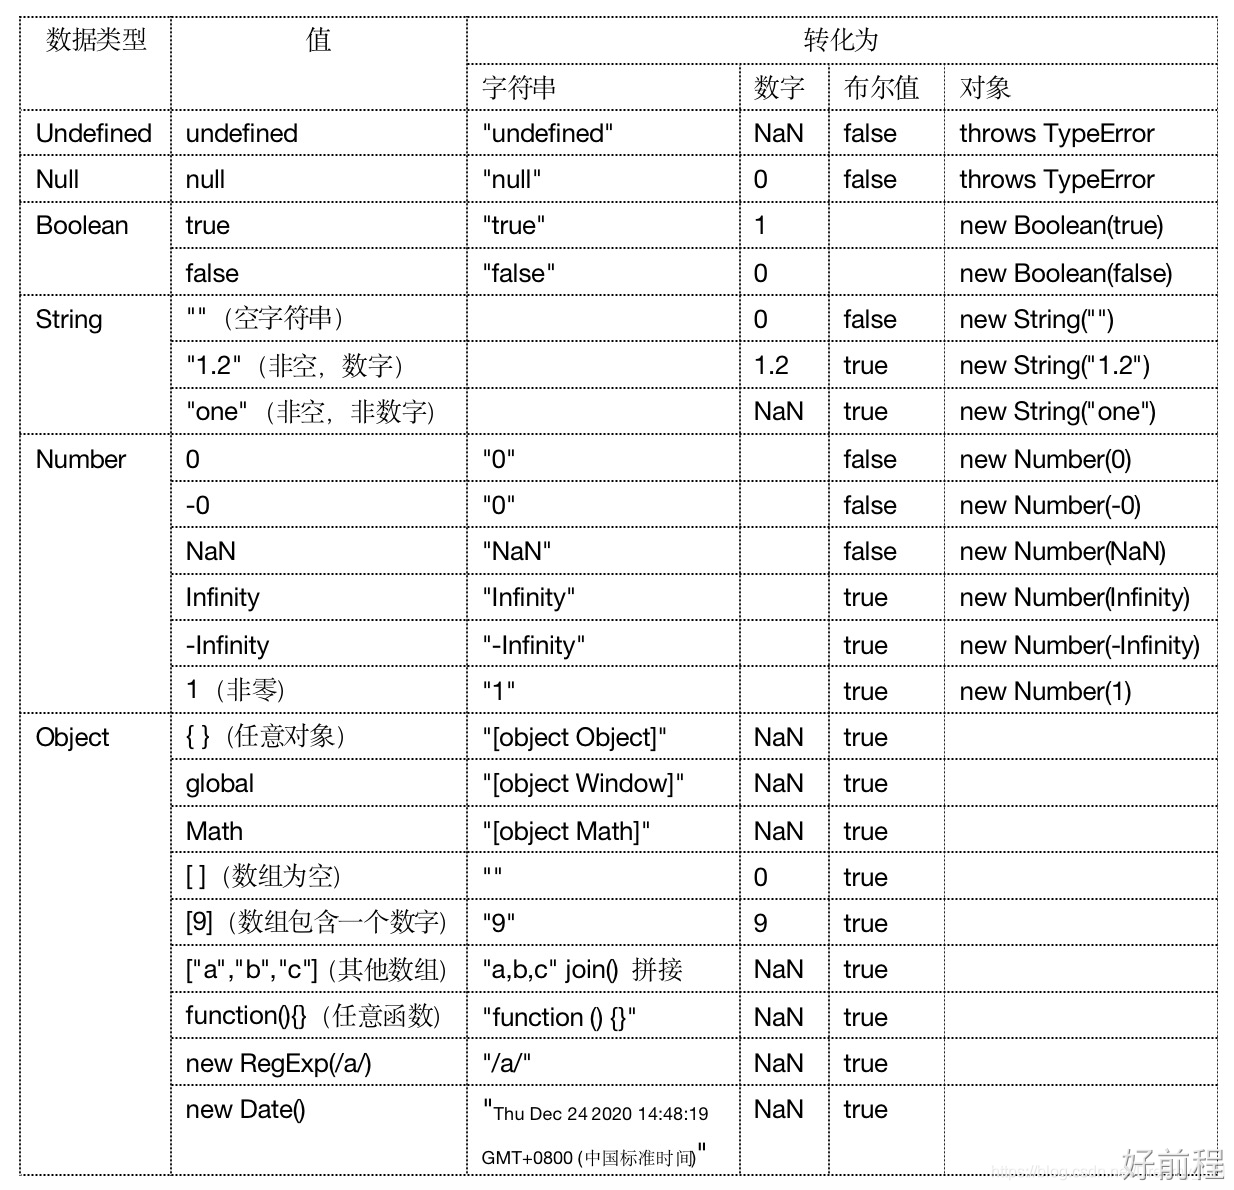 数据类型 值 转化为
字符串 数字 布尔值 对象
Undefined undefined "undefined" NaN false throws TypeError
Null null "null" 0 false throws TypeError
Boolean true "true" 1 new Boolean(true)
false "false" 0 new Boolean(false)
String ""（空字符串） 0 false new String("")
"1.2"（非空，数字） 1.2 true new String("1.2")
"one"（非空，非数字) NaN true new String("one")
Number 0 "0" false new Number(0)
-0 "0" false new Number(-0)
NaN "NaN" false new Number(NaN)
Infinity "Infinity" true new Number(Infinity)
-Infinity "-Infinity" true new Number(-Infinity)
1（非零） "1" true new Number(1)
Object { }（任意对象） "[object Object]" NaN true
global "[object Window]" NaN true
Math "[object Math]" NaN true
[ ]（数组为空） "" 0 true
[9]（数组包含一个数字） "9" 9 true
["a","b","c"] (其他数组) "a,b,c" join() 拼接 NaN true
function(){}（任意函数） "function () {}" NaN true
new RegExp(/a/) "/a/" NaN true
new Date() "Thu Dec 24 2020 14:48:19 NaN true
GMT+0800 (中国标准时间)"
好前程